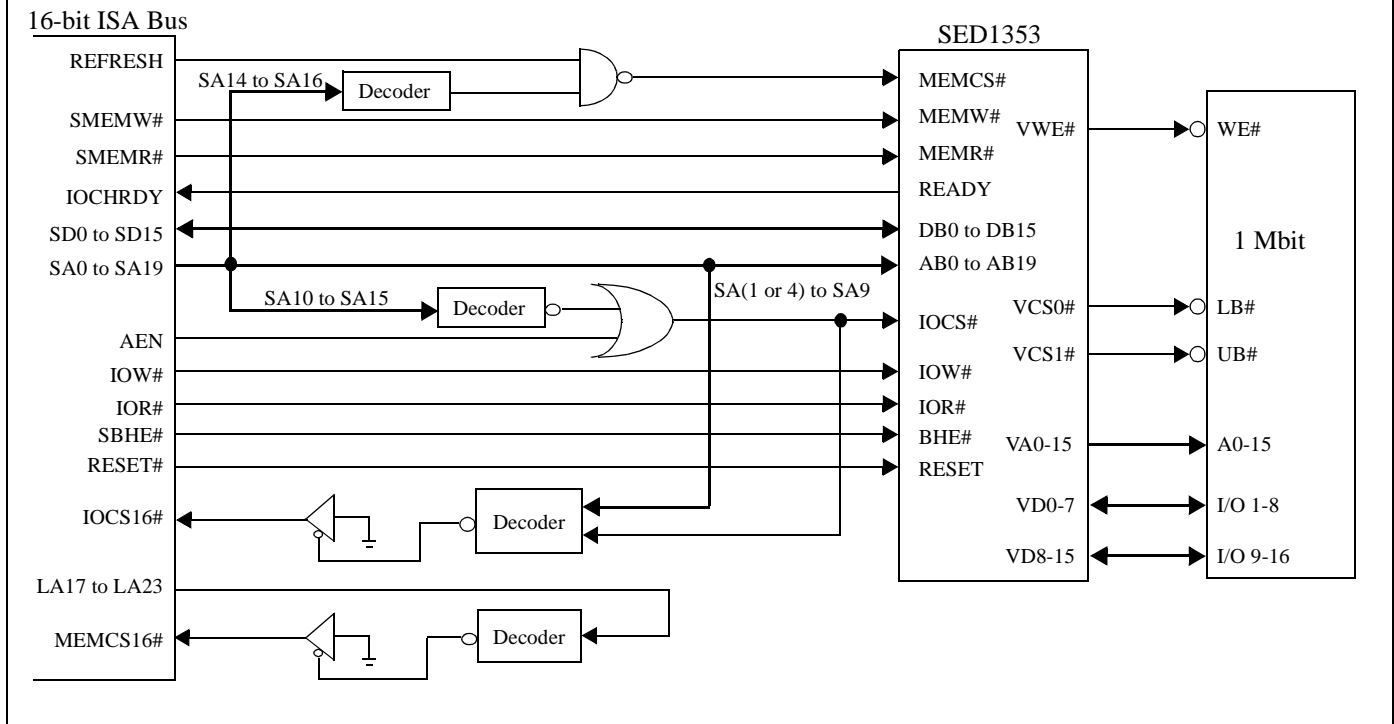 16-bit ISA Bus
SED1353
REFRESH
SA14 to SA16
Decoder
MEMCS#
SMEMW#
MEMW#
VWE#
WE#
SMEMR#
MEMR#
IOCHRDY
READY
SD0 to SD15
DB0 to DB15
1 Mbit
SA0 to SA19
AB0 to AB19
SA10 to SA15
Decoder
SA(1 or 4) to SA9
VCS0#
LB#
IOCS#
AEN
VCS1#
UB#
IOW#
IOW#
IOR#
IOR#
SBHE#
BHE#
VA0-15
A0-15
RESET#
RESET
IOCS16#
Decoder
VD0-7
I/O 1-8
VD8-15
I/O 9-16
LA17 to LA23
MEMCS16#
Decoder